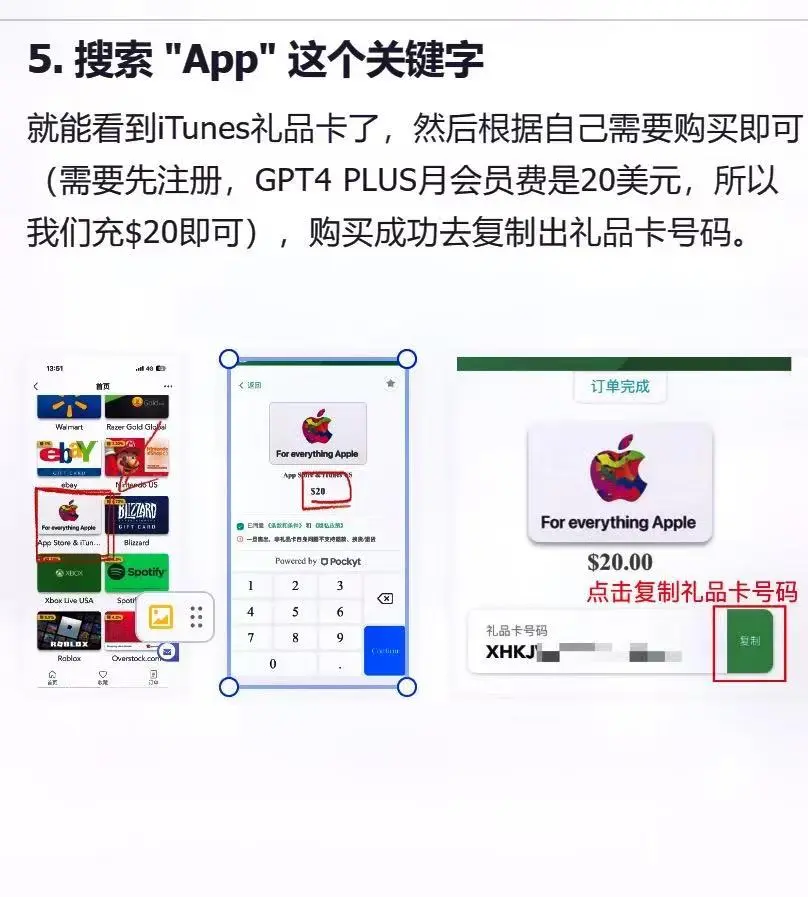 5. 搜索 "App" 这个关键字
就能看到iTunes礼品卡了，然后根据自己需要购买即可
（需要先注册，GPT4 PLUS月会员费是20美元，所以
我们充$20即可），购买成功去复制出礼品卡号码。
13:51
4G
首页
Walmart
Razer Gold Global
ebay
GIFT CARD
ebay
Nintendo US
For everything Apple
BLIZZARD
GIFT CARD
App Store & iTun...
Blizzard
XBOX
Spotify
Xbox Live USA
Spotif
ROBLOX
Roblox
Overstock.com
首页
收藏
订单
返回
For everything Apple
App Store & iTunes US
$20
已同意《条款和条件》和《隐私政策》
一旦售出，非礼品卡自身问题不支持退款、换货/退货
Powered by Pockyt
1 2 3
4 5 6
7 8 9
0 .
Confirm
订单完成
For everything Apple
$20.00
点击复制礼品卡号码
礼品卡号码
XHKJ
复制